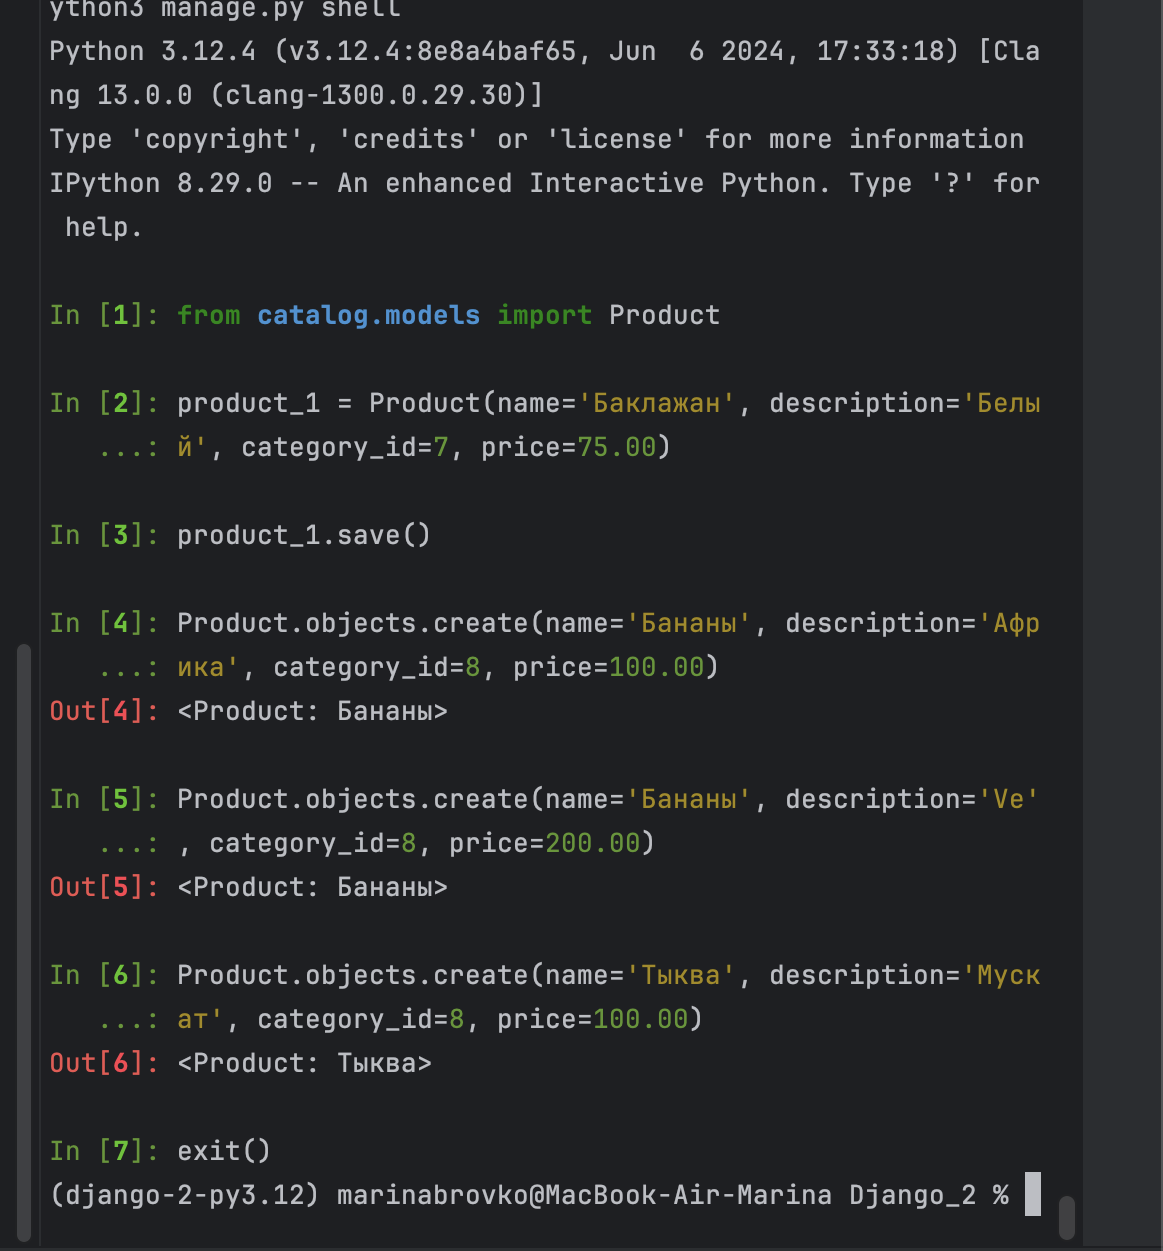 ython3 manage.py shell
Python 3.12.4 (v3.12.4:8e8a4baf65, Jun  6 2024, 17:33:18) [Cla
ng 13.0.0 (clang-1300.0.29.30)]
Type 'copyright', 'credits' or 'license' for more information
IPython 8.29.0 -- An enhanced Interactive Python. Type '?' for
 help.
In [1]: from catalog.models import Product
In [2]: product_1 = Product(name='Баклажан', description='Белы
   ...: й', category_id=7, price=75.00)
In [3]: product_1.save()
In [4]: Product.objects.create(name='Бананы', description='Афр
   ...: ика', category_id=8, price=100.00)
Out[4]: <Product: Бананы>
In [5]: Product.objects.create(name='Бананы', description='Ve'
   ...: , category_id=8, price=200.00)
Out[5]: <Product: Бананы>
In [6]: Product.objects.create(name='Тыква', description='Муск
   ...: ат', category_id=8, price=100.00)
Out[6]: <Product: Тыква>
In [7]: exit()
(django-2-py3.12) marinabrovko@MacBook-Air-Marina Django_2 %